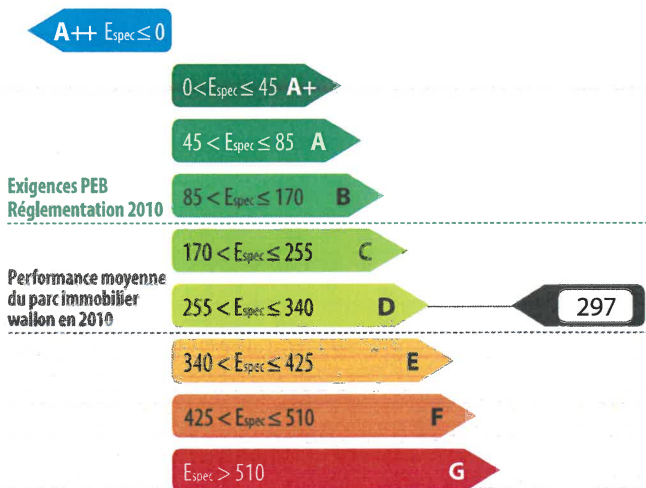 A++ Espec ≤ 0
0 < Espec ≤ 45 A+
45 < Espec ≤ 85 A
Exigences PEB
Réglementation 2010
85 < Espec ≤ 170 B
170 < Espec ≤ 255 C
Performance moyenne
du parc immobilier
wallon en 2010
255 < Espec ≤ 340 D
297
340 < Espec ≤ 425 E
425 < Espec ≤ 510 F
Espec > 510 G